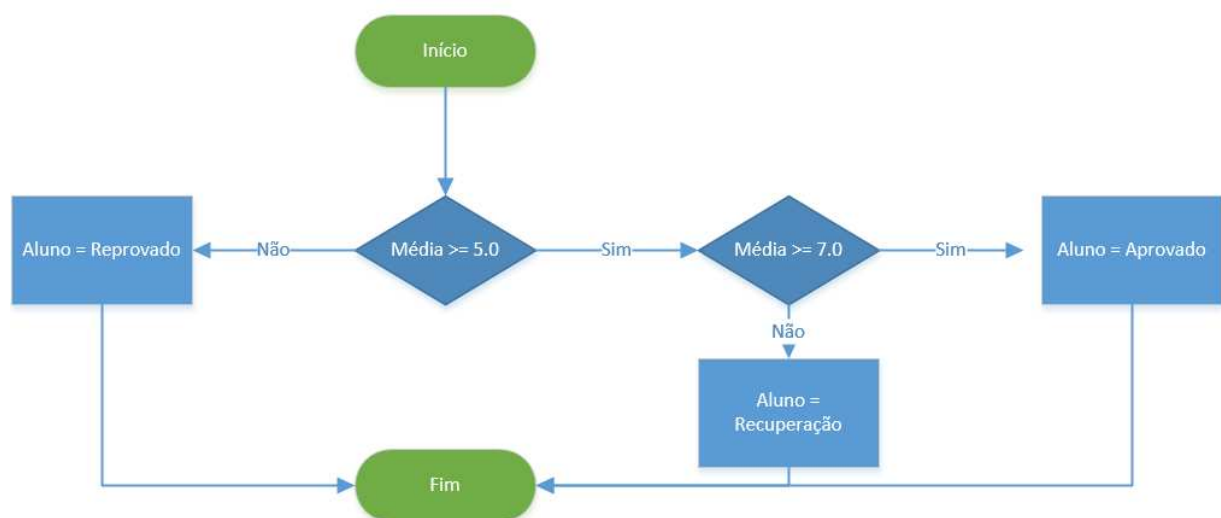 Início
Aluno = Reprovado
Não
Média >= 5.0
Sim
Média >= 7.0
Sim
Aluno = Aprovado
Não
Aluno =
Recuperação
Fim